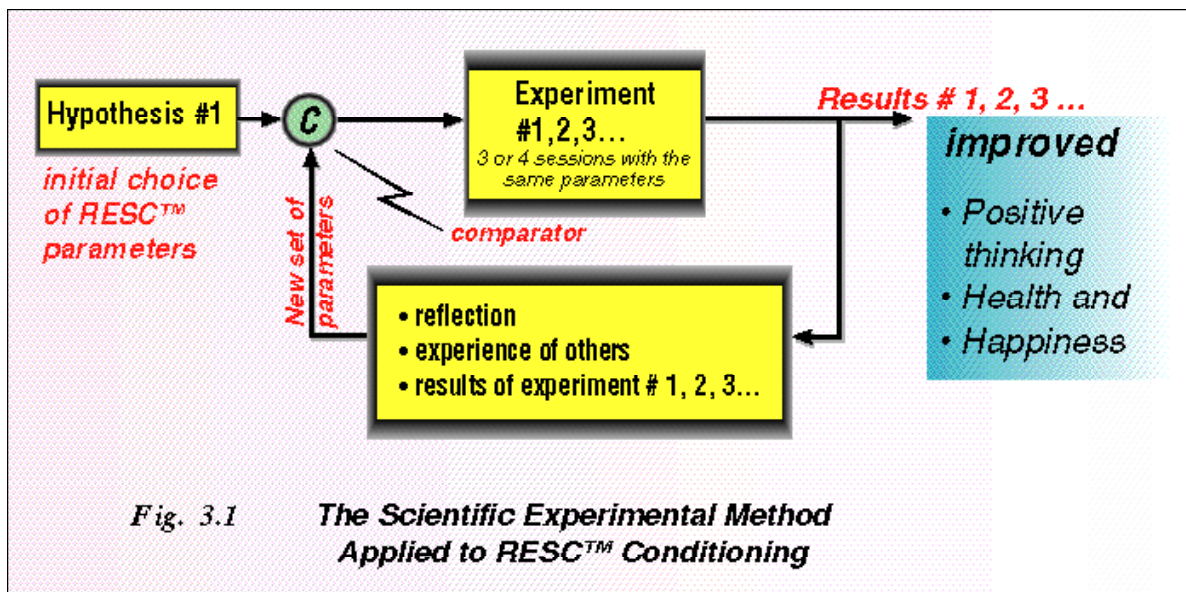 Hypothesis #1
initial choice
of RESC™
parameters
C
Experiment
#1,2,3...
3 or 4 sessions with the
same parameters
Results # 1, 2, 3 ...
improved
• Positive
thinking
• Health and
• Happiness
comparator
New set of
parameters
• reflection
• experience of others
• results of experiment # 1, 2, 3...
Fig. 3.1 The Scientific Experimental Method
Applied to RESC™ Conditioning